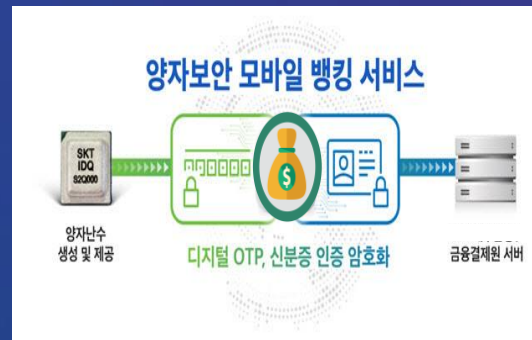 양자보안 모바일 뱅킹 서비스
SKT
IDQ
S2Q000
양자난수
생성 및 제공
$
디지털 OTP, 신분증 인증 암호화
금융결제원 서버